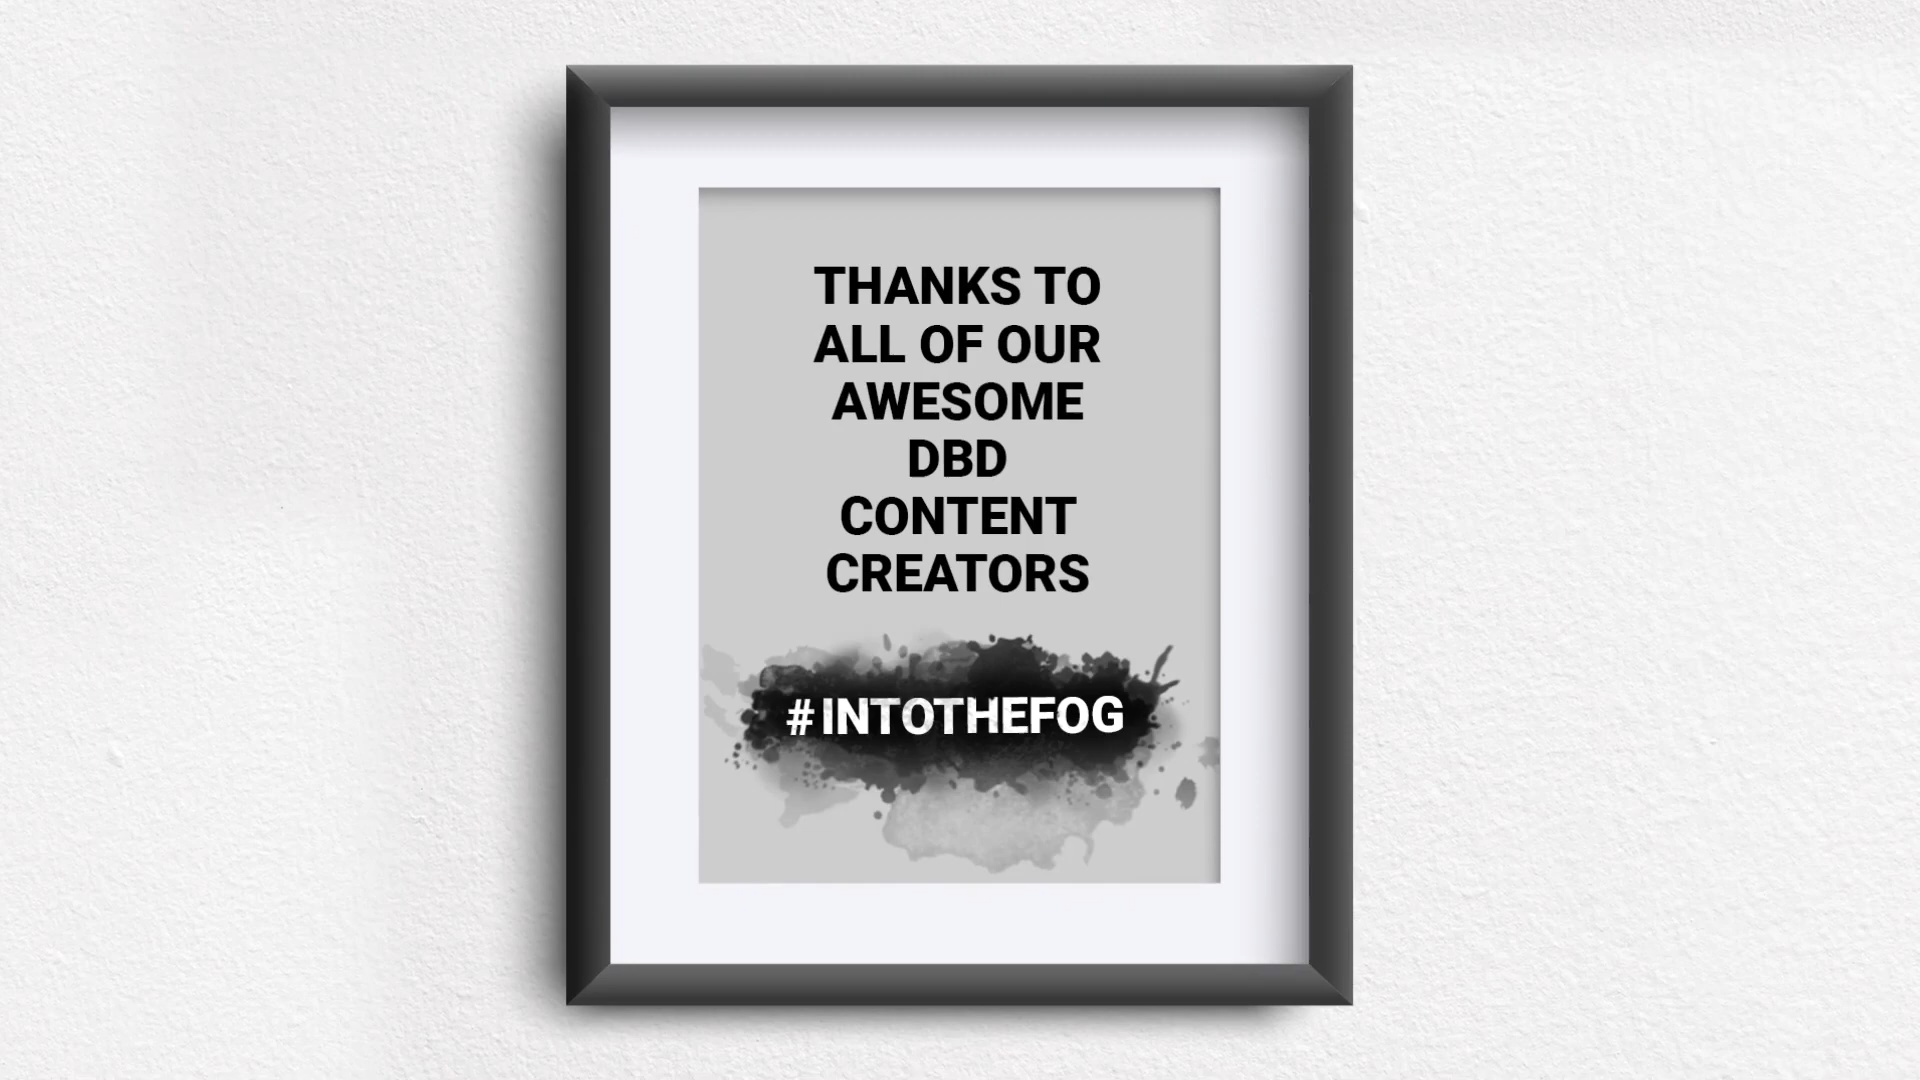 THANKS TO
ALL OF OUR
AWESOME
DBD
CONTENT
CREATORS
#INTOTHEFOG